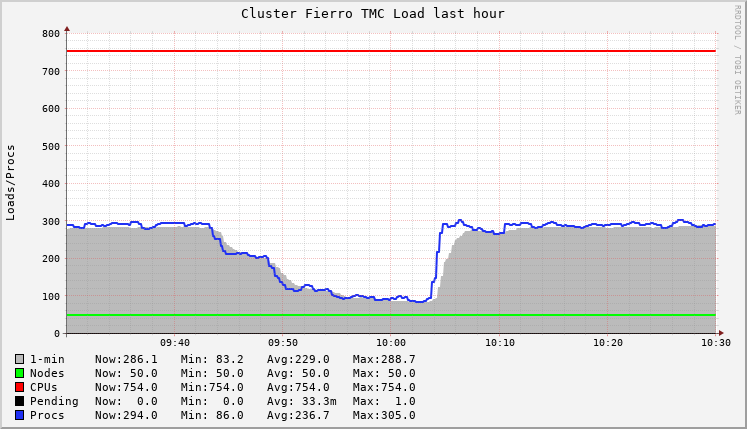 Cluster Fierro TMC Load last hour
RRDTOOL / TOBI OETIKER
Loads/Procs
800
700
600
500
400
300
200
100
0
09:40 09:50 10:00 10:10 10:20 10:30
1-min Now:286.1 Min: 83.2 Avg:229.0 Max:288.7
Nodes Now: 50.0 Min: 50.0 Avg: 50.0 Max: 50.0
CPUs Now:754.0 Min:754.0 Avg:754.0 Max:754.0
Pending Now: 0.0 Min: 0.0 Avg: 33.3m Max: 1.0
Procs Now:294.0 Min: 86.0 Avg:236.7 Max:305.0